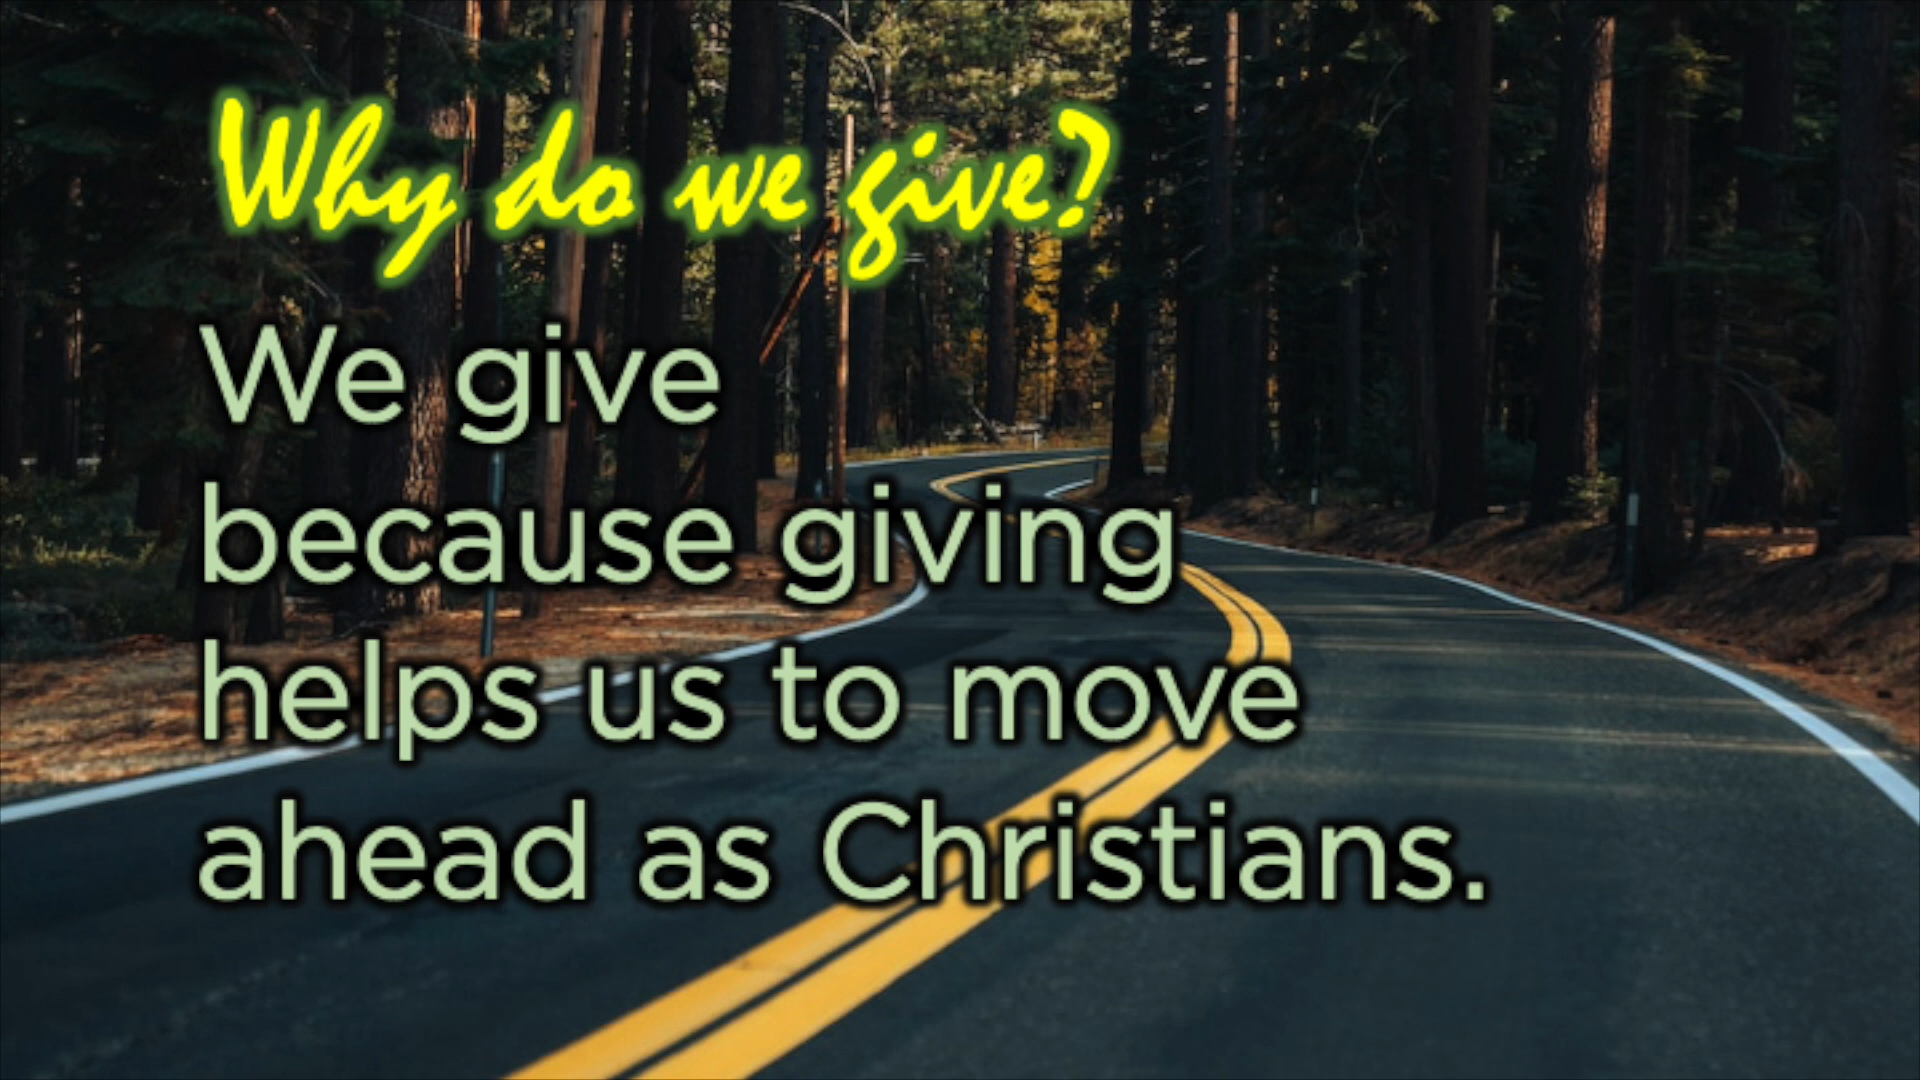 Why do we give?
We give
because giving
helps us to move
ahead as Christians.